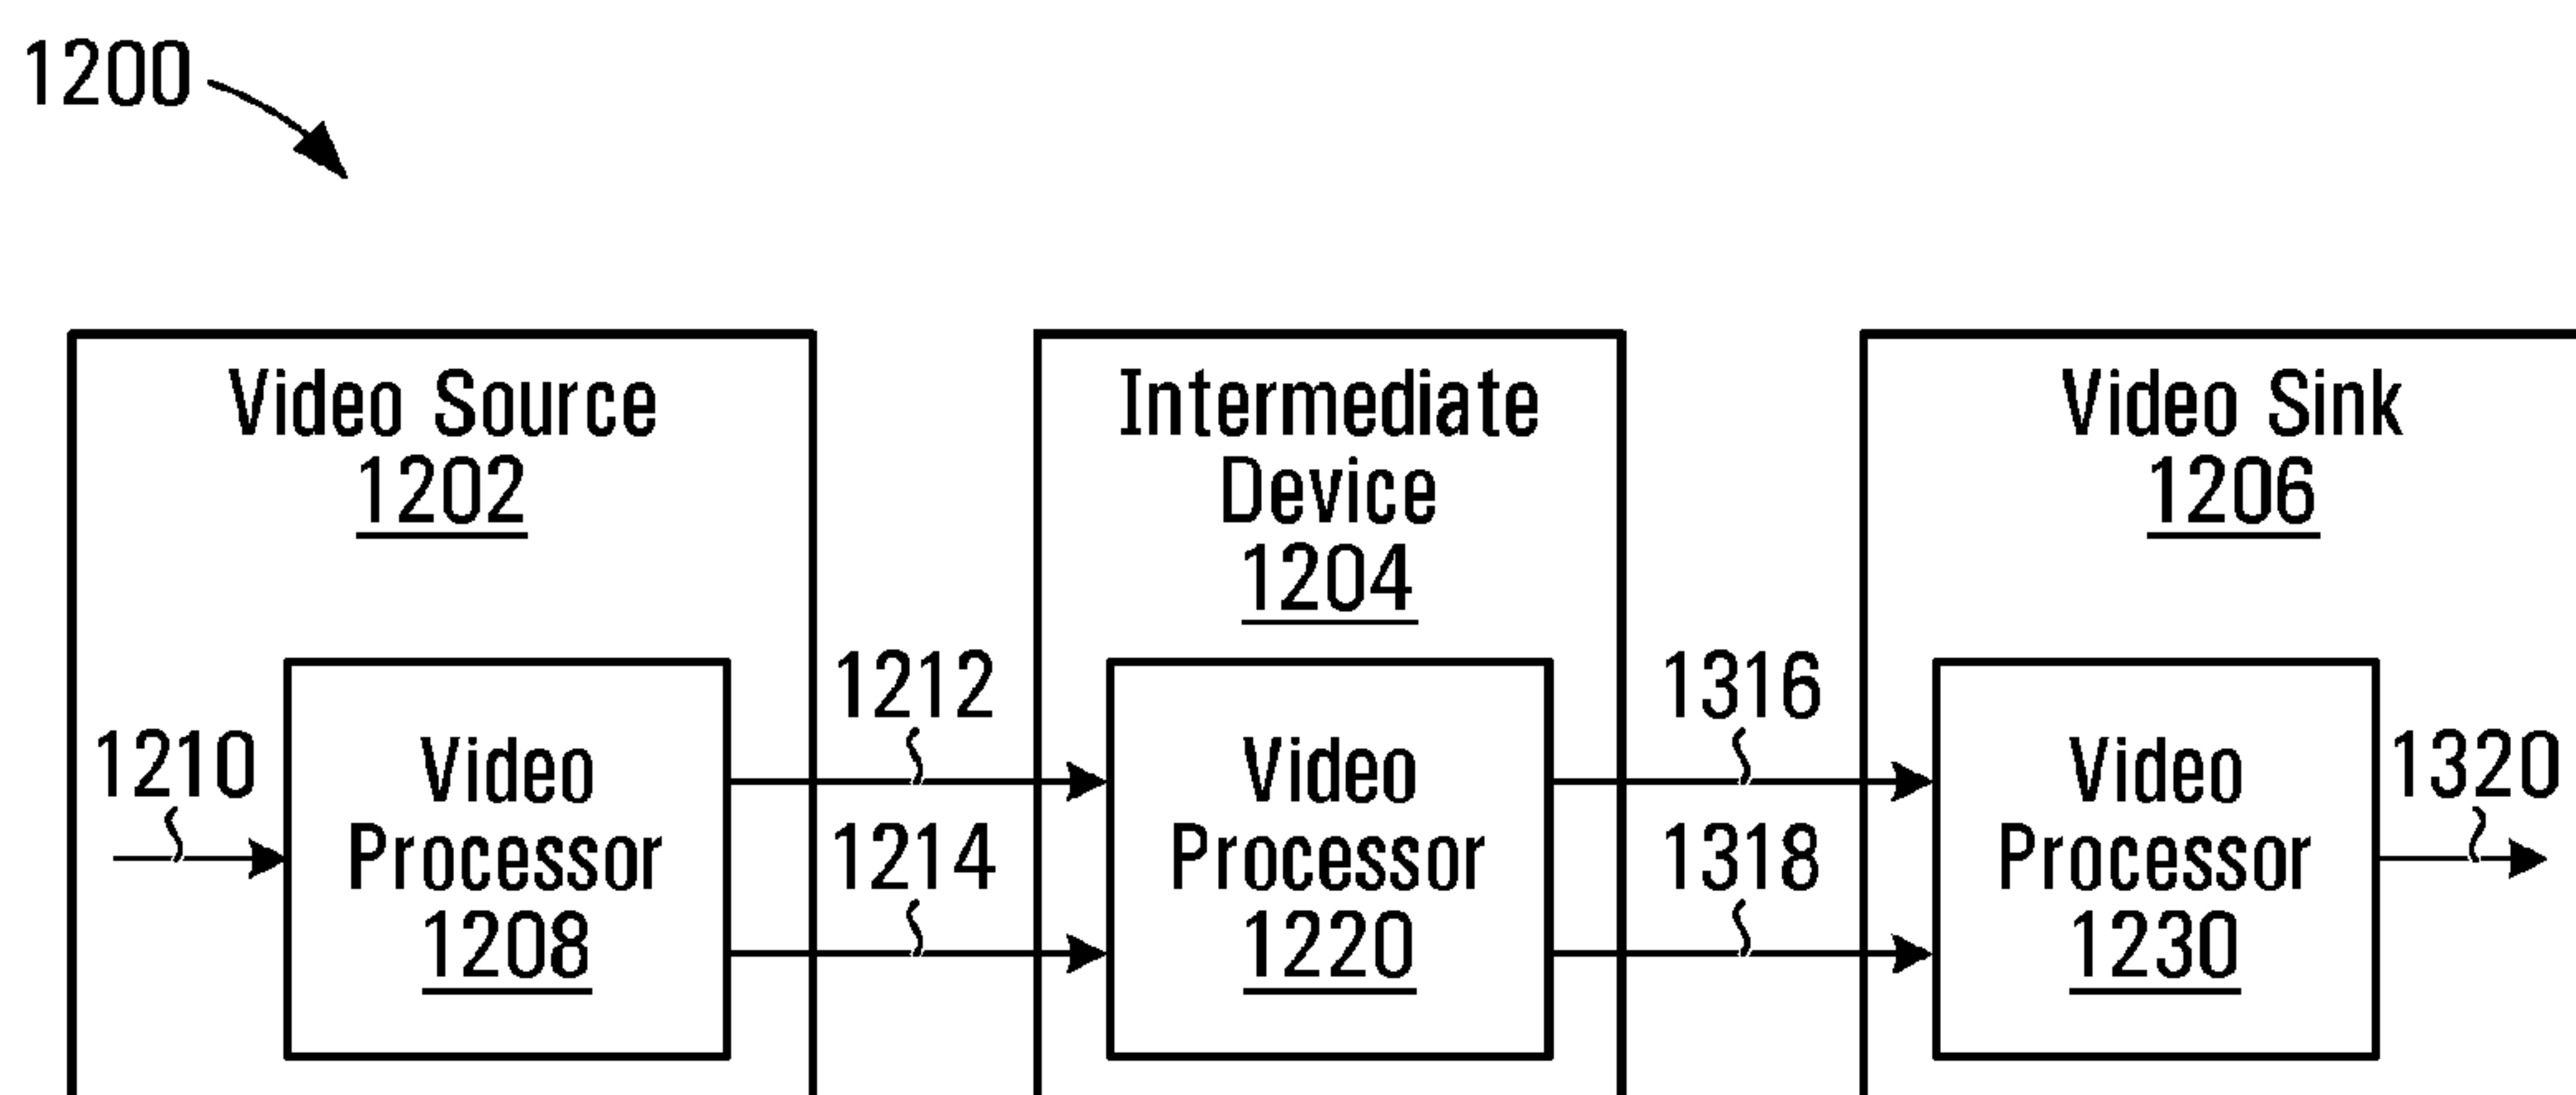 1200
Video Source
1202
Intermediate
Device
1204
Video Sink
1206
1210
Video
Processor
1208
1212
1214
Video
Processor
1220
1316
1318
Video
Processor
1230
1320